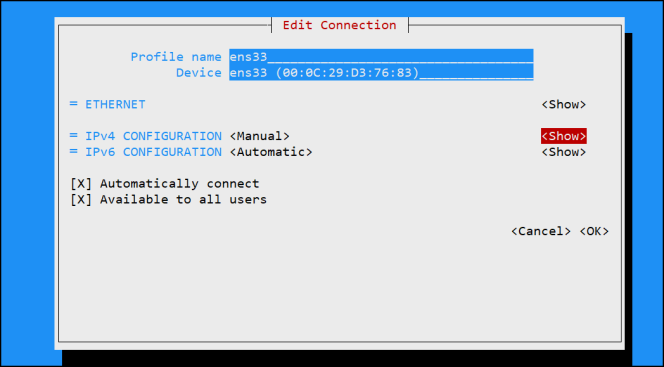 Edit Connection
Profile name ens33
Device ens33 (00:0C:29:D3:76:83)
= ETHERNET <Show>
= IPv4 CONFIGURATION <Manual> <Show>
= IPv6 CONFIGURATION <Automatic> <Show>
[X] Automatically connect
[X] Available to all users
<Cancel> <OK>